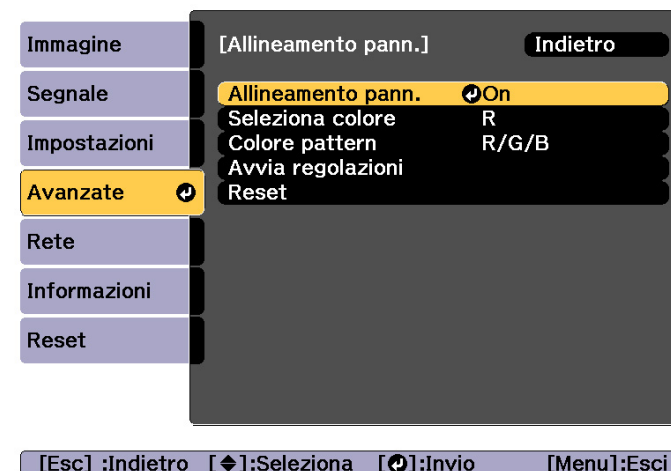 Immagine
Segnale
Impostazioni
Avanzate
Rete
Informazioni
Reset
[Allineamento pann.] Indietro
Allineamento pann. On
Seleziona colore R
Colore pattern R/G/B
Avvia regolazioni
Reset
[Esc] :Indietro [◆]:Seleziona [↵]:Invio [Menu]:Esci